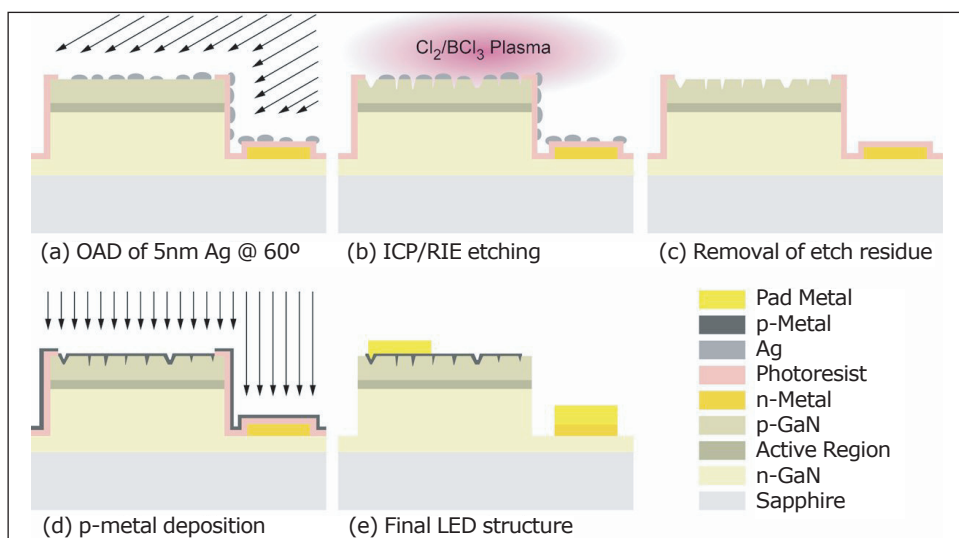 Cl₂/BCl₃ Plasma
(a) OAD of 5nm Ag @ 60º
(b) ICP/RIE etching
(c) Removal of etch residue
Pad Metal
p-Metal
Ag
Photoresist
n-Metal
p-GaN
Active Region
n-GaN
Sapphire
(d) p-metal deposition
(e) Final LED structure